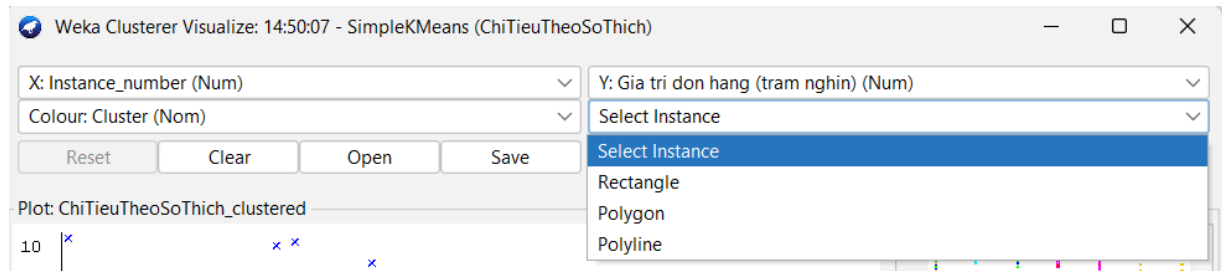 Weka Clusterer Visualize: 14:50:07 - SimpleKMeans (ChiTieuTheoSoThich)
X: Instance_number (Num)
Y: Gia tri don hang (tram nghin) (Num)
Colour: Cluster (Nom)
Select Instance
Reset
Clear
Open
Save
Select Instance
Rectangle
Polygon
Polyline
Plot: ChiTieuTheoSoThich_clustered
10